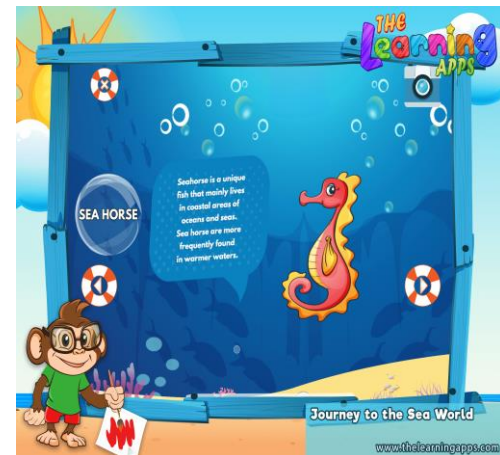 THE
Learning
APPS
Seahorse is a unique
fish that mainly lives
in coastal areas of
oceans and seas.
Sea horse are more
frequently found
in warmer waters.
SEA HORSE
Journey to the Sea World
www.thelearningapps.com